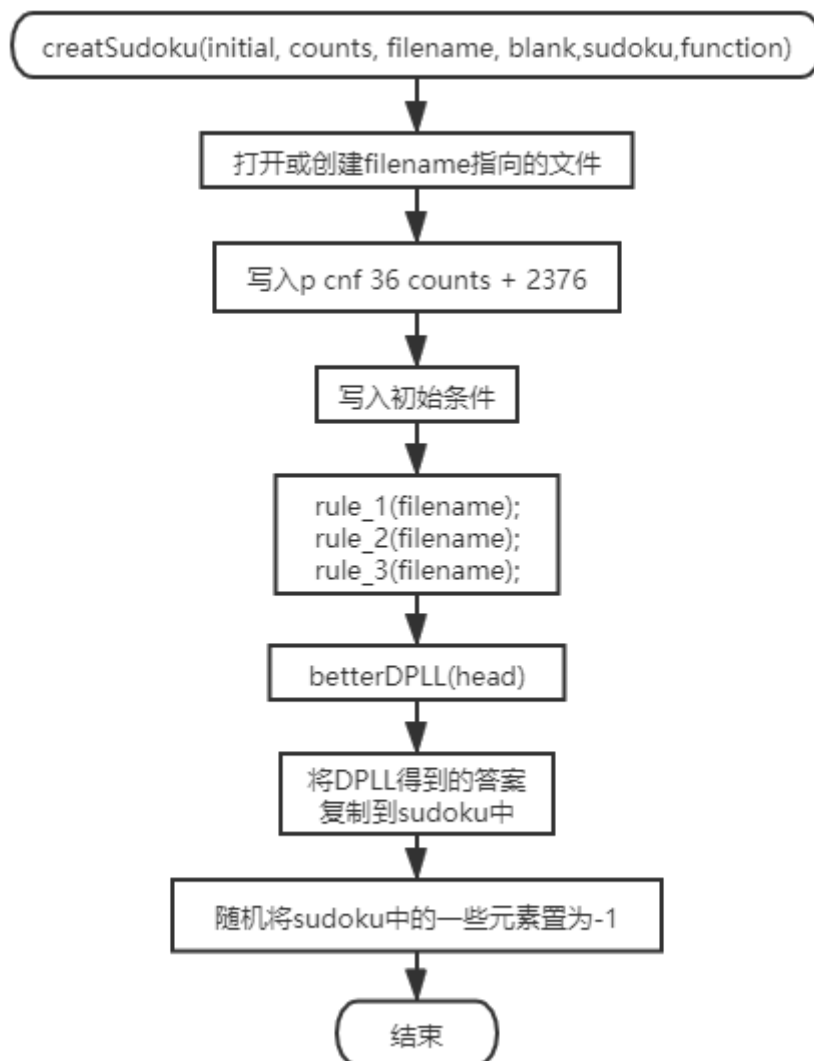 creatSudoku(initial, counts, filename, blank,sudoku,function)
打开或创建filename指向的文件
写入p cnf 36 counts + 2376
写入初始条件
rule_1(filename);
rule_2(filename);
rule_3(filename);
betterDPLL(head)
将DPLL得到的答案
复制到sudoku中
随机将sudoku中的一些元素置为-1
结束